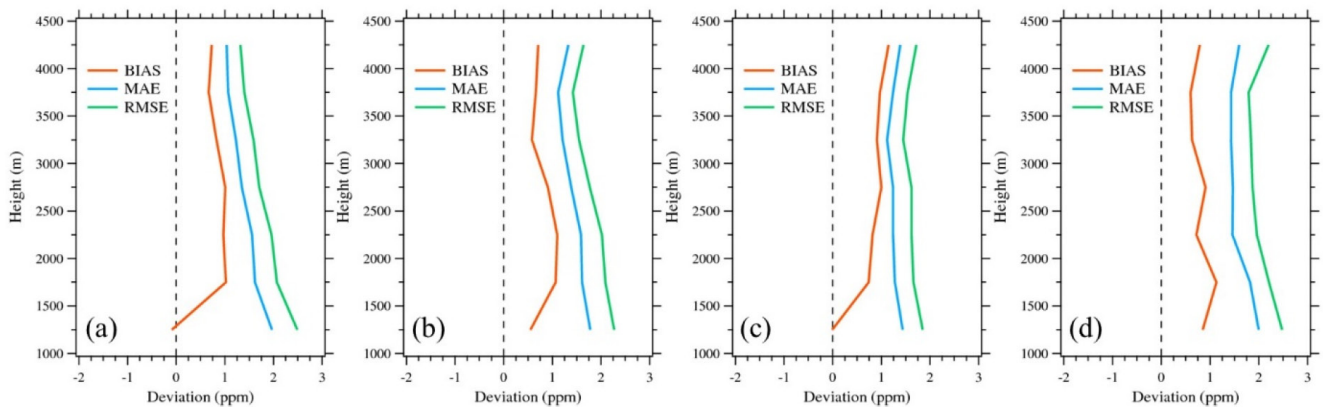 4500
4000
3500
3000
2500
2000
1500
1000
Height (m)
BIAS
MAE
RMSE
(a)
-2 -1 0 1 2 3
Deviation (ppm)
4500
4000
3500
3000
2500
2000
1500
1000
Height (m)
BIAS
MAE
RMSE
(b)
-2 -1 0 1 2 3
Deviation (ppm)
4500
4000
3500
3000
2500
2000
1500
1000
Height (m)
BIAS
MAE
RMSE
(c)
-2 -1 0 1 2 3
Deviation (ppm)
4500
4000
3500
3000
2500
2000
1500
1000
Height (m)
BIAS
MAE
RMSE
(d)
-2 -1 0 1 2 3
Deviation (ppm)